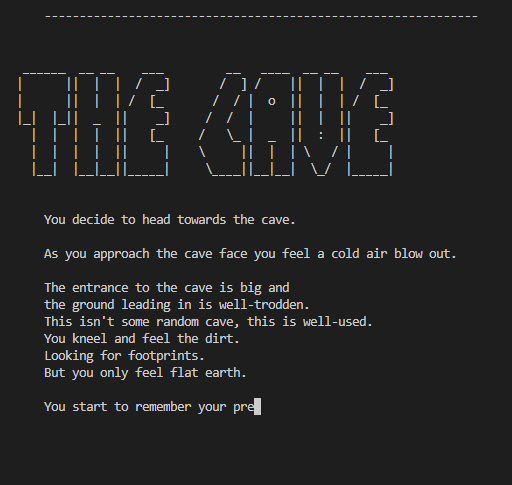 THE CAVE
You decide to head towards the cave.
As you approach the cave face you feel a cold air blow out.
The entrance to the cave is big and
the ground leading in is well-trodden.
This isn't some random cave, this is well-used.
You kneel and feel the dirt.
Looking for footprints.
But you only feel flat earth.
You start to remember your pre